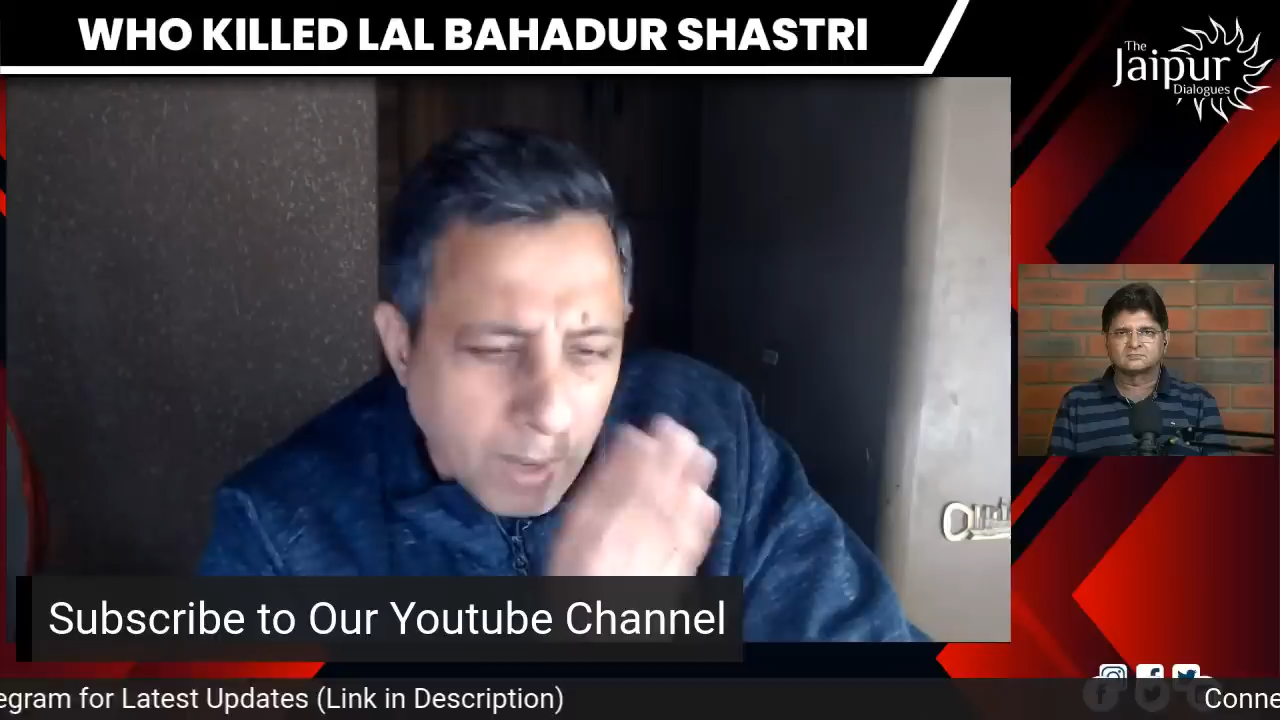 WHO KILLED LAL BAHADUR SHASTRI
The
Jaipur
Dialogues
Subscribe to Our Youtube Channel
egram for Latest Updates (Link in Description)
Conne